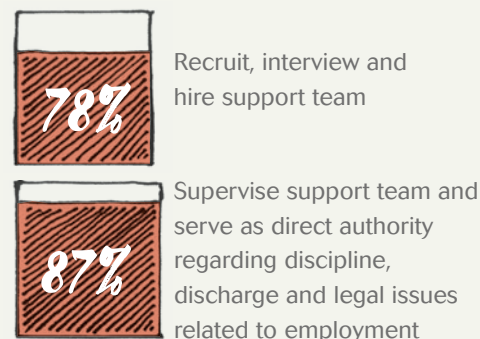 78%
Recruit, interview and
hire support team
87%
Supervise support team and
serve as direct authority
regarding discipline,
discharge and legal issues
related to employment